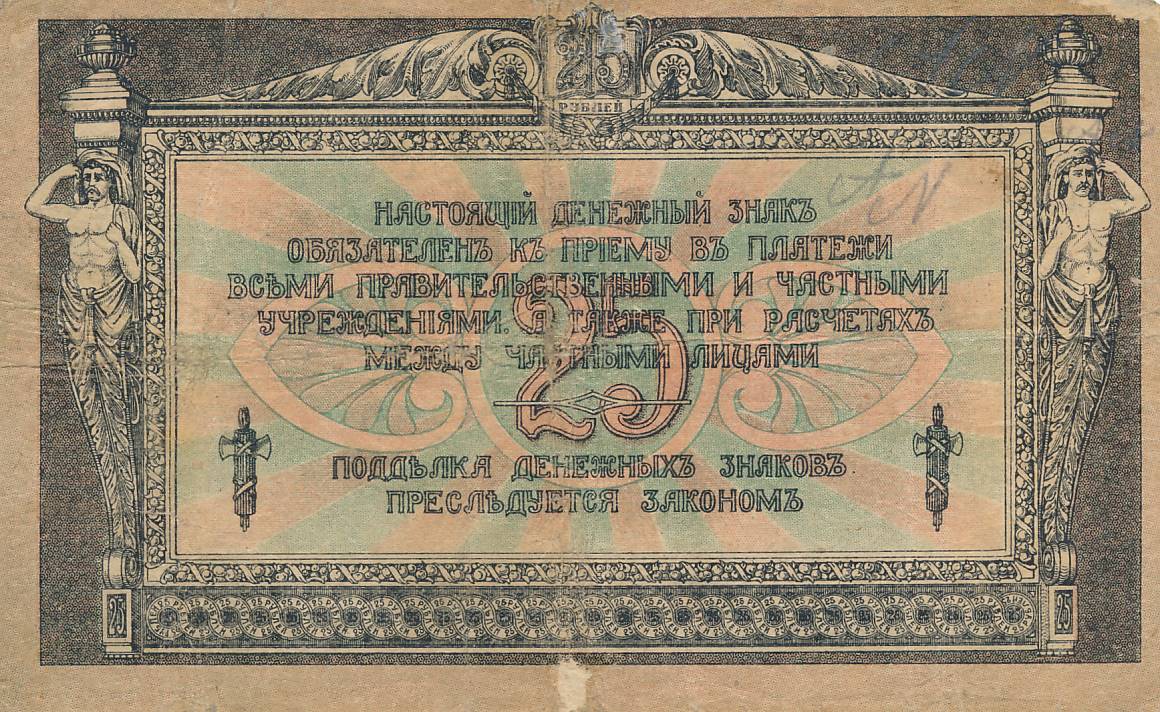 25
РУБЛЕЙ
НАСТОЯЩІЙ ДЕНЕЖНЫЙ ЗНАКЪ
ОБЯЗАТЕЛЕНЪ КЪ ПРІЕМУ ВЪ ПЛАТЕЖИ
ВСѢМИ ПРАВИТЕЛЬСТВЕННЫМИ И ЧАСТНЫМИ
УЧРЕЖДЕНІЯМИ, А ТАКЖЕ ПРИ РАСЧЕТАХЪ
МЕЖДУ ЧАСТНЫМИ ЛИЦАМИ
25
ПОДДѢЛКА ДЕНЕЖНЫХЪ ЗНАКОВЪ
ПРЕСЛѢДУЕТСЯ ЗАКОНОМЪ
25 25